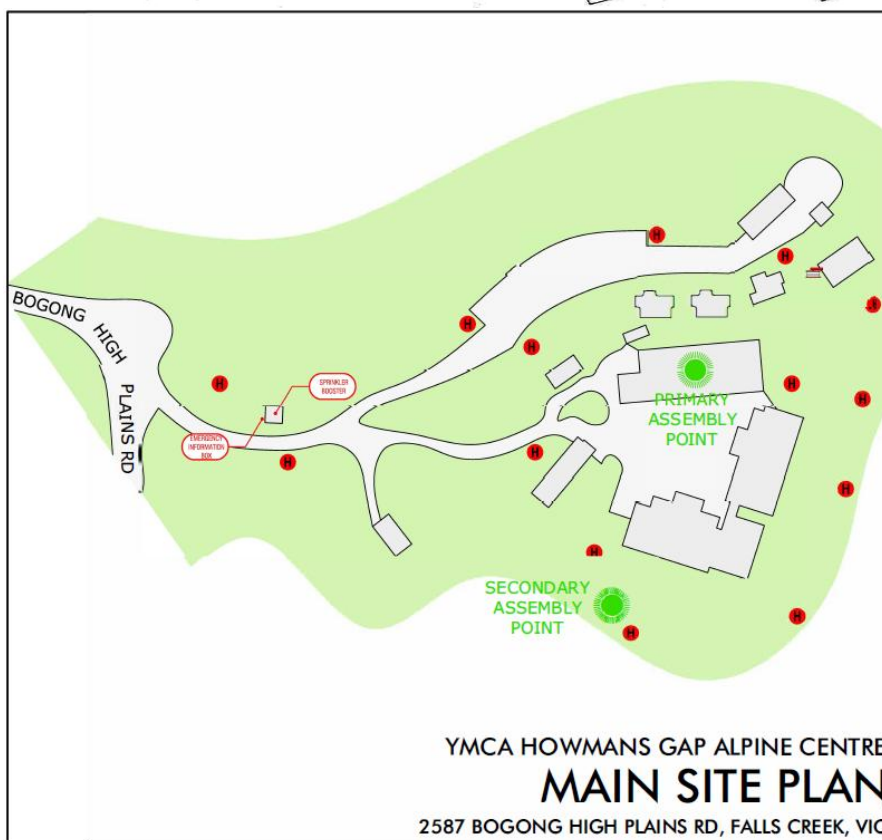 BOGONG HIGH PLAINS RD
H
H
H
H
H
SPRINKLER
BOOSTER
EMERGENCY
INFORMATION
BOX
H
H
H
H
H
H
H
H
H
PRIMARY
ASSEMBLY
POINT
SECONDARY
ASSEMBLY
POINT
YMCA HOWMANS GAP ALPINE CENTRE
MAIN SITE PLAN
2587 BOGONG HIGH PLAINS RD, FALLS CREEK, VIC